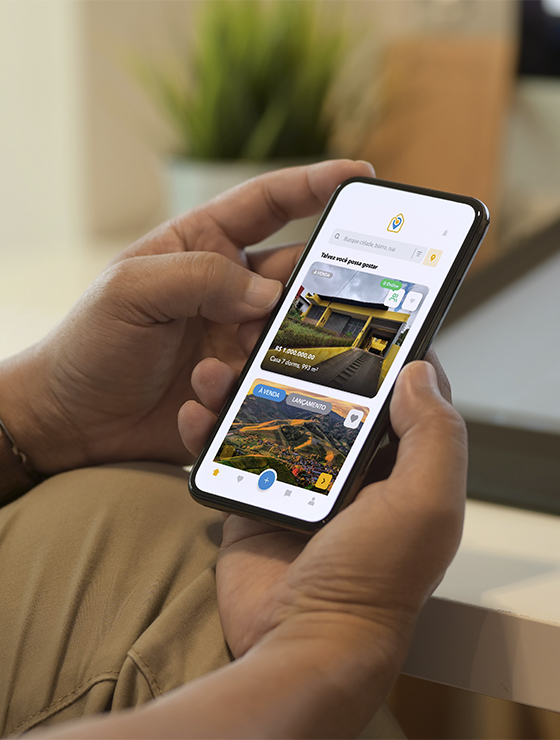 Busque cidade, bairro, rua
Talvez você possa gostar
À VENDA
R$ 1.000.000,00
Casa 7 dorms, 993 m²
À VENDA
LANÇAMENTO